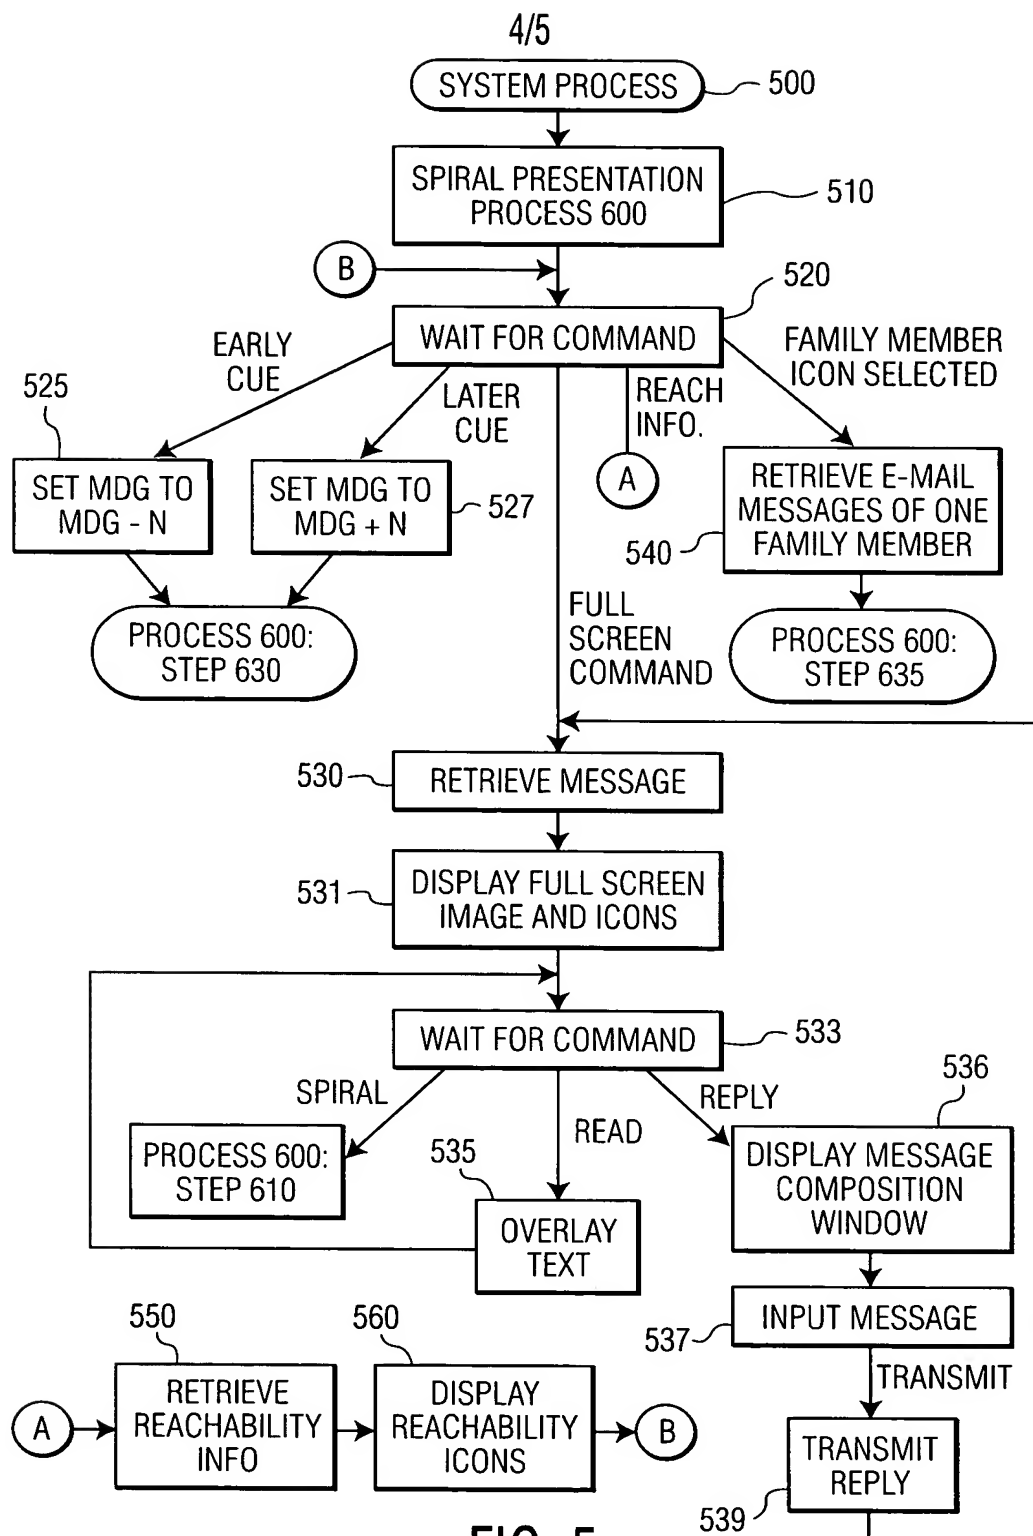 4/5
SYSTEM PROCESS
500
SPIRAL PRESENTATION
PROCESS 600
510
B
520
WAIT FOR COMMAND
EARLY
CUE
LATER
CUE
REACH
INFO.
FAMILY MEMBER
ICON SELECTED
525
SET MDG TO
MDG - N
SET MDG TO
MDG + N
527
A
RETRIEVE E-MAIL
MESSAGES OF ONE
FAMILY MEMBER
540
PROCESS 600:
STEP 630
FULL
SCREEN
COMMAND
PROCESS 600:
STEP 635
530
RETRIEVE MESSAGE
531
DISPLAY FULL SCREEN
IMAGE AND ICONS
WAIT FOR COMMAND
533
SPIRAL
READ
REPLY
536
PROCESS 600:
STEP 610
535
OVERLAY
TEXT
DISPLAY MESSAGE
COMPOSITION
WINDOW
INPUT MESSAGE
537
TRANSMIT
550
560
A
RETRIEVE
REACHABILITY
INFO
DISPLAY
REACHABILITY
ICONS
B
TRANSMIT
REPLY
539
FIG. 5